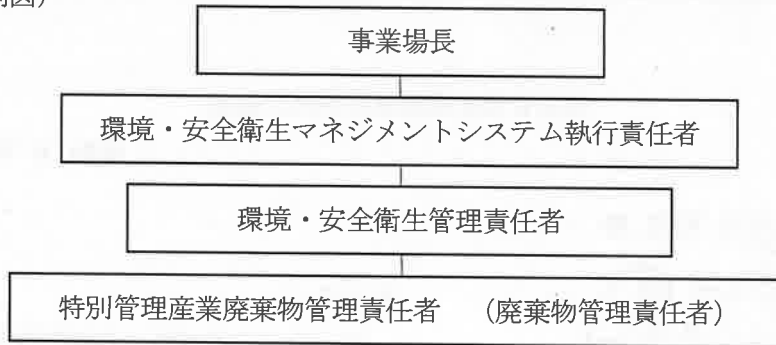 事業場長
環境・安全衛生マネジメントシステム執行責任者
環境・安全衛生管理責任者
特別管理産業廃棄物管理責任者　（廃棄物管理責任者）